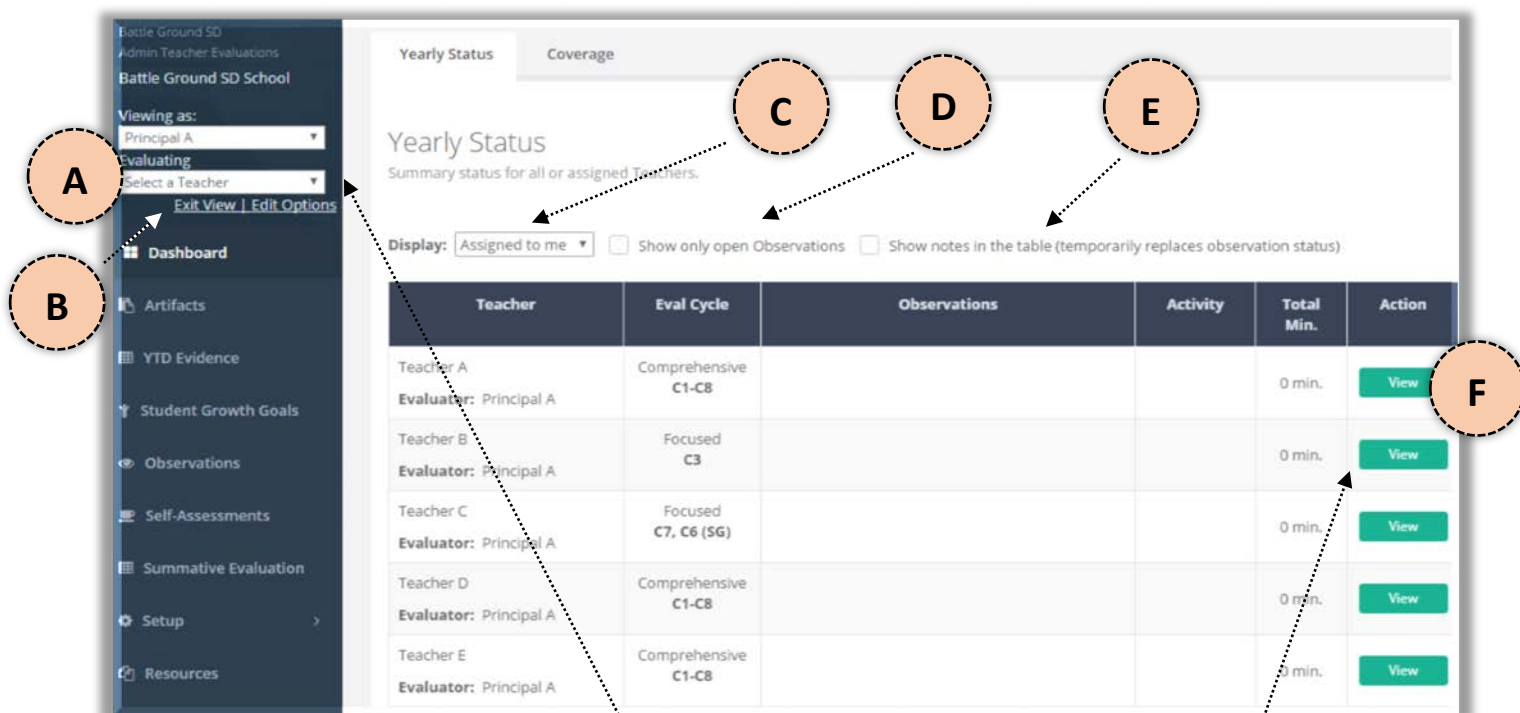 Battle Ground SD
Admin Teacher Evaluations
Battle Ground SD School
Viewing as:
Principal A
Evaluating
Select a Teacher
Exit View | Edit Options
Dashboard
Artifacts
YTD Evidence
Student Growth Goals
Observations
Self-Assessments
Summative Evaluation
Setup
Resources
A
B
Yearly Status Coverage
C
D
E
Yearly Status
Summary status for all or assigned Teachers.
Display: Assigned to me Show only open Observations Show notes in the table (temporarily replaces observation status)
Teacher Eval Cycle Observations Activity Total Min. Action
Teacher A Comprehensive
C1-C8 0 min. View
Evaluator: Principal A
F
Teacher B Focused
C3 0 min. View
Evaluator: Principal A
Teacher C Focused
C7, C6 (SG) 0 min. View
Evaluator: Principal A
Teacher D Comprehensive
C1-C8 0 min. View
Evaluator: Principal A
Teacher E Comprehensive
C1-C8 0 min. View
Evaluator: Principal A